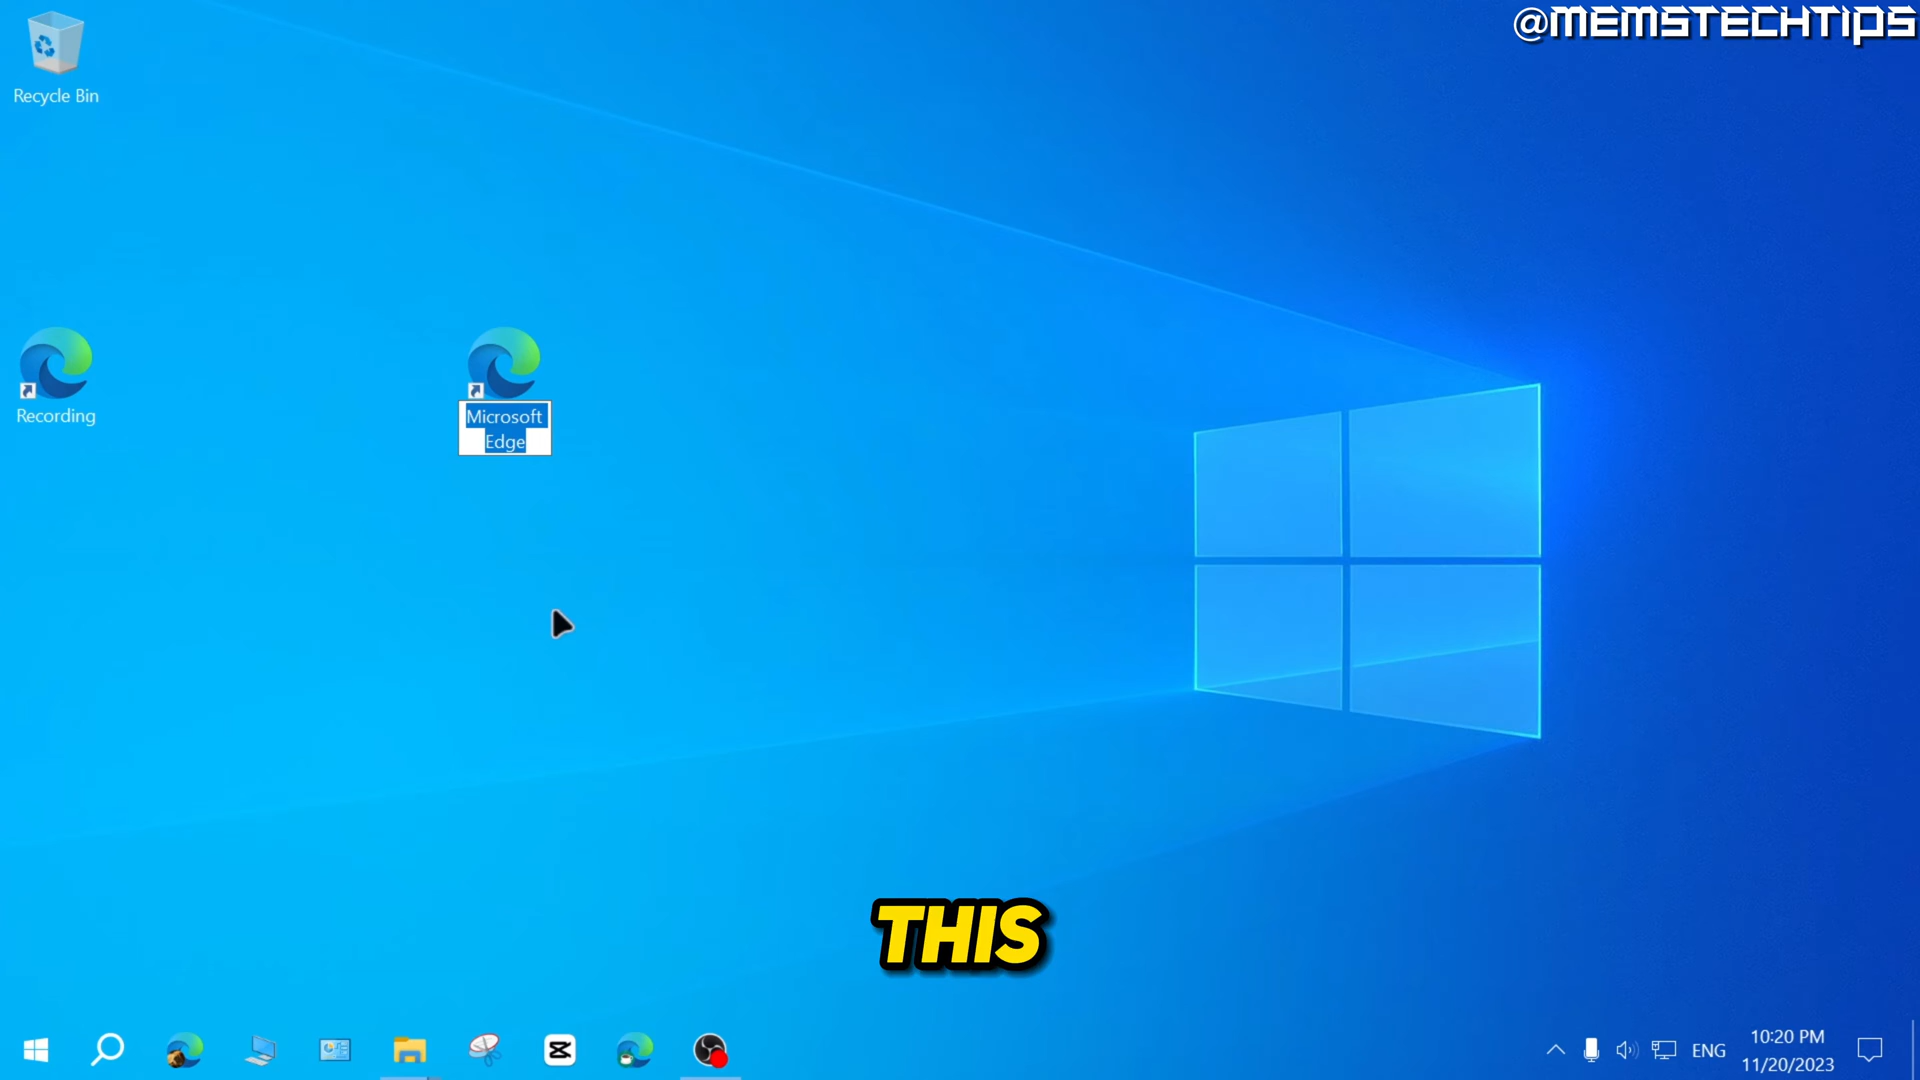 @MEMSTECHTIPS
Recycle Bin
Recording
Microsoft
Edge
THIS
ENG
10:20 PM
11/20/2023